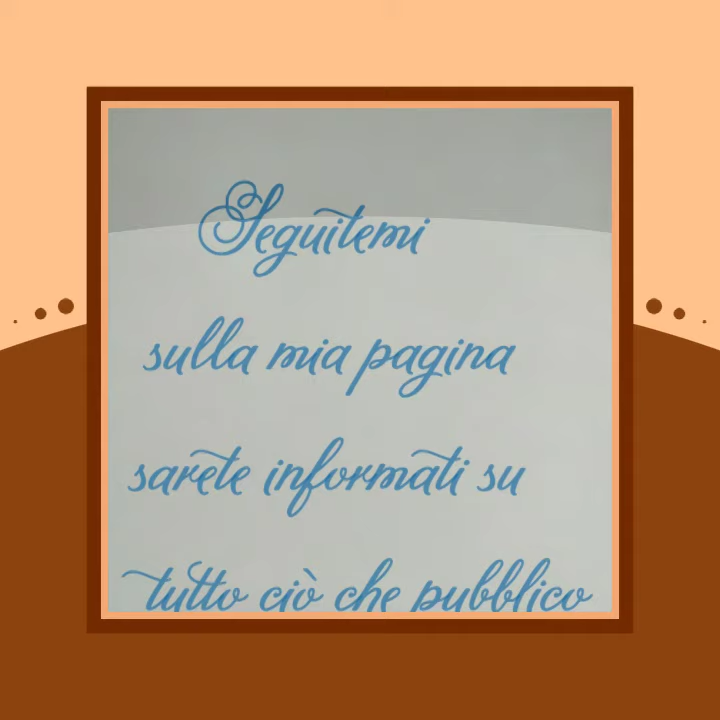 Seguitemi
sulla mia pagina
sarete informati su
tutto ciò che pubblico